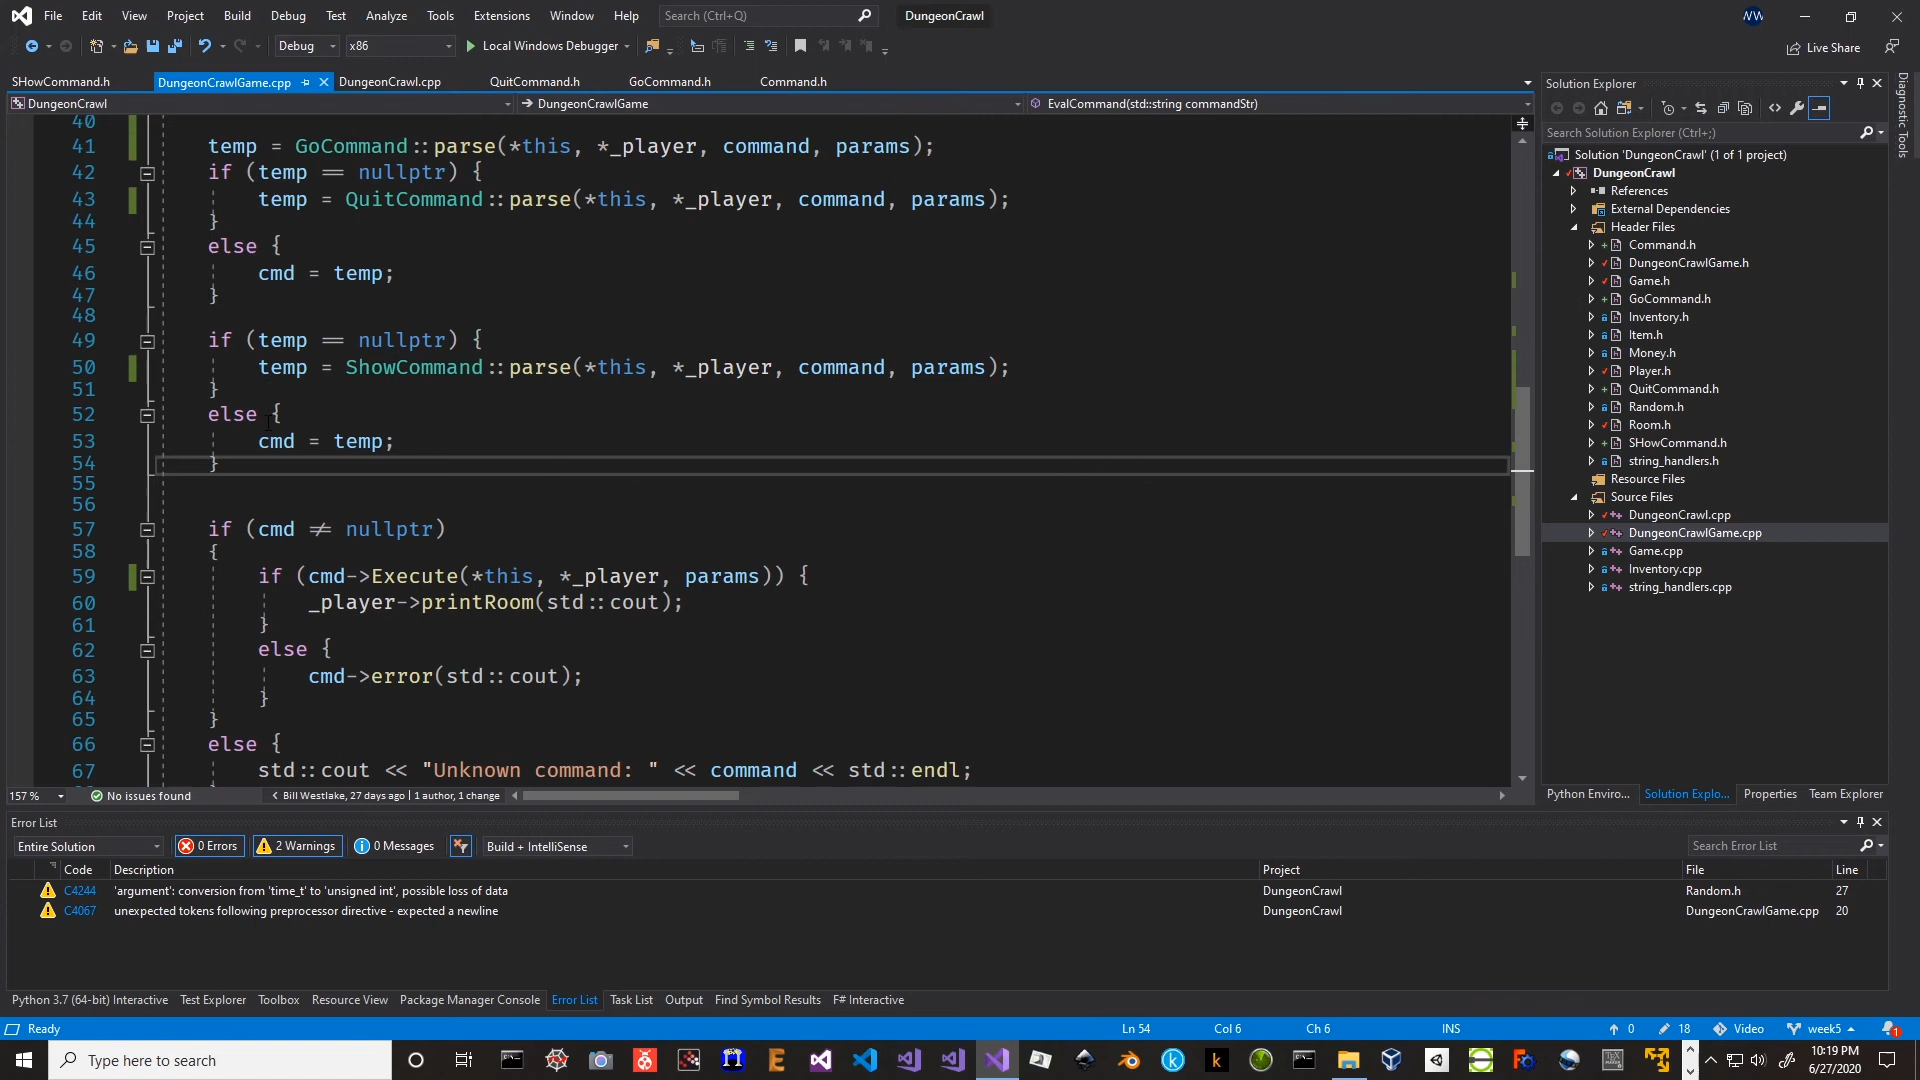 File Edit View Project Build Debug Test Analyze Tools Extensions Window Help Search (Ctrl+Q) DungeonCrawl
Debug x86 Local Windows Debugger Live Share
SHowCommand.h DungeonCrawlGame.cpp DungeonCrawl.cpp QuitCommand.h GoCommand.h Command.h
DungeonCrawl DungeonCrawlGame EvalCommand(std::string commandStr)
40
41 temp = GoCommand::parse(*this, *_player, command, params);
42 if (temp == nullptr) {
43 temp = QuitCommand::parse(*this, *_player, command, params);
44 }
45 else {
46 cmd = temp;
47 }
48
49 if (temp == nullptr) {
50 temp = ShowCommand::parse(*this, *_player, command, params);
51 }
52 else {
53 cmd = temp;
54 }
55
56
57 if (cmd ≠ nullptr)
58 {
59 if (cmd->Execute(*this, *_player, params)) {
60 _player->printRoom(std::cout);
61 }
62 else {
63 cmd->error(std::cout);
64 }
65 }
66 else {
67 std::cout << "Unknown command: " << command << std::endl;
157 % No issues found Bill Westlake, 27 days ago | 1 author, 1 change
Solution Explorer
Search Solution Explorer (Ctrl+;)
Solution 'DungeonCrawl' (1 of 1 project)
DungeonCrawl
References
External Dependencies
Header Files
Command.h
DungeonCrawlGame.h
Game.h
GoCommand.h
Inventory.h
Item.h
Money.h
Player.h
QuitCommand.h
Random.h
Room.h
SHowCommand.h
string_handlers.h
Resource Files
Source Files
DungeonCrawl.cpp
DungeonCrawlGame.cpp
Game.cpp
Inventory.cpp
string_handlers.cpp
Python Enviro... Solution Explo... Properties Team Explorer
Diagnostic Tools
Error List
Entire Solution 0 Errors 2 Warnings 0 Messages Build + IntelliSense Search Error List
Code Description Project File Line
C4244 'argument': conversion from 'time_t' to 'unsigned int', possible loss of data DungeonCrawl Random.h 27
C4067 unexpected tokens following preprocessor directive - expected a newline DungeonCrawl DungeonCrawlGame.cpp 20
Python 3.7 (64-bit) Interactive Test Explorer Toolbox Resource View Package Manager Console Error List Task List Output Find Symbol Results F# Interactive
Ready Ln 54 Col 6 Ch 6 INS 0 18 Video week5 1
Type here to search 10:19 PM
6/27/2020